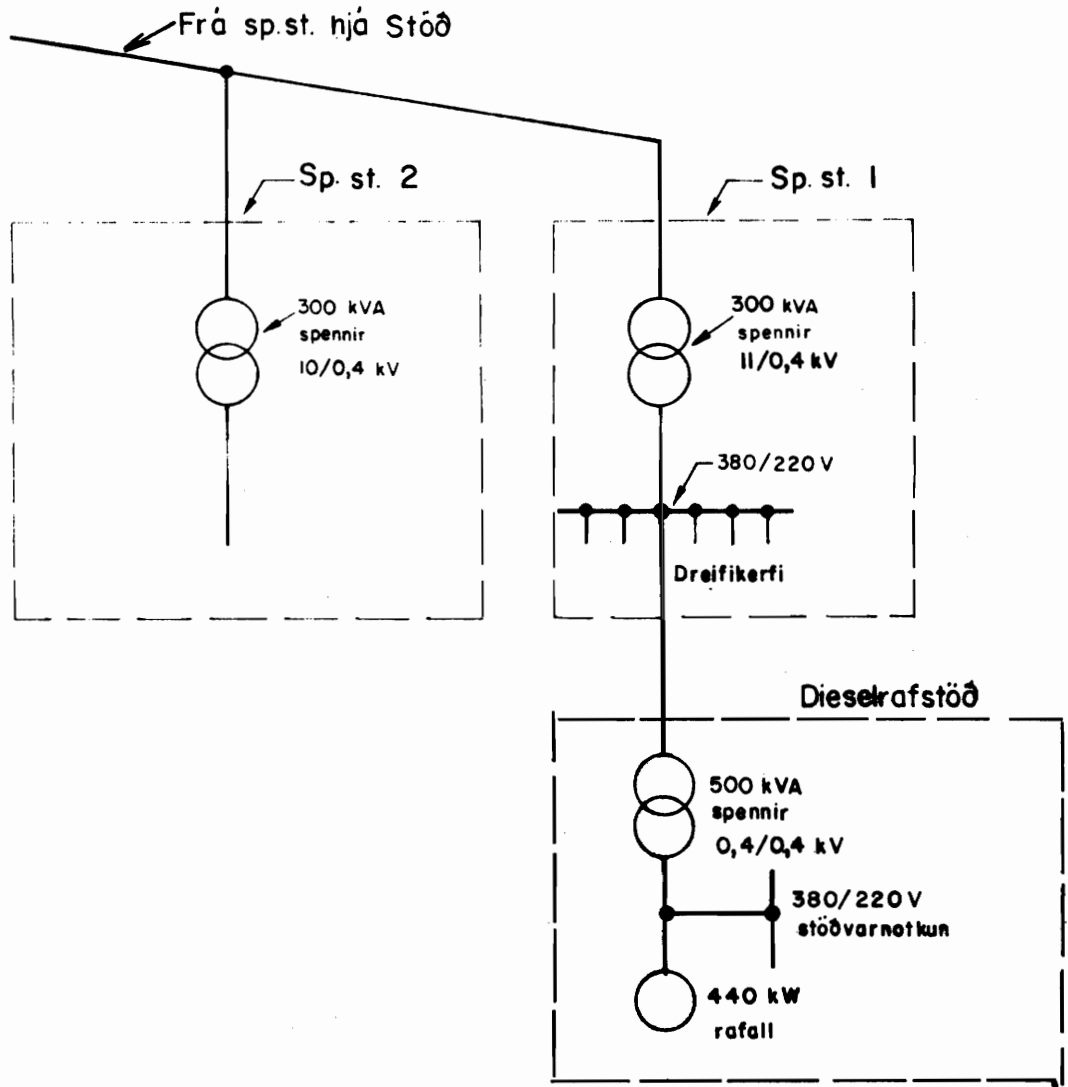 Frá sp.st. hjá Stöð
Sp. st. 2
Sp. st. 1
300 kVA
spennir
10/0,4 kV
300 kVA
spennir
11/0,4 kV
380/220 V
Dreifikerfi
Dieselrafstöð
500 kVA
spennir
0,4/0,4 kV
380/220 V
stöðvarnotkun
440 kW
rafall